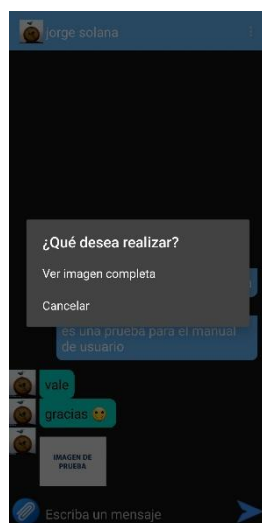 jorge solana
¿Qué desea realizar?
Ver imagen completa
Cancelar
es una prueba para el manual
de usuario
vale
gracias
IMAGEN DE
PRUEBA
Escriba un mensaje